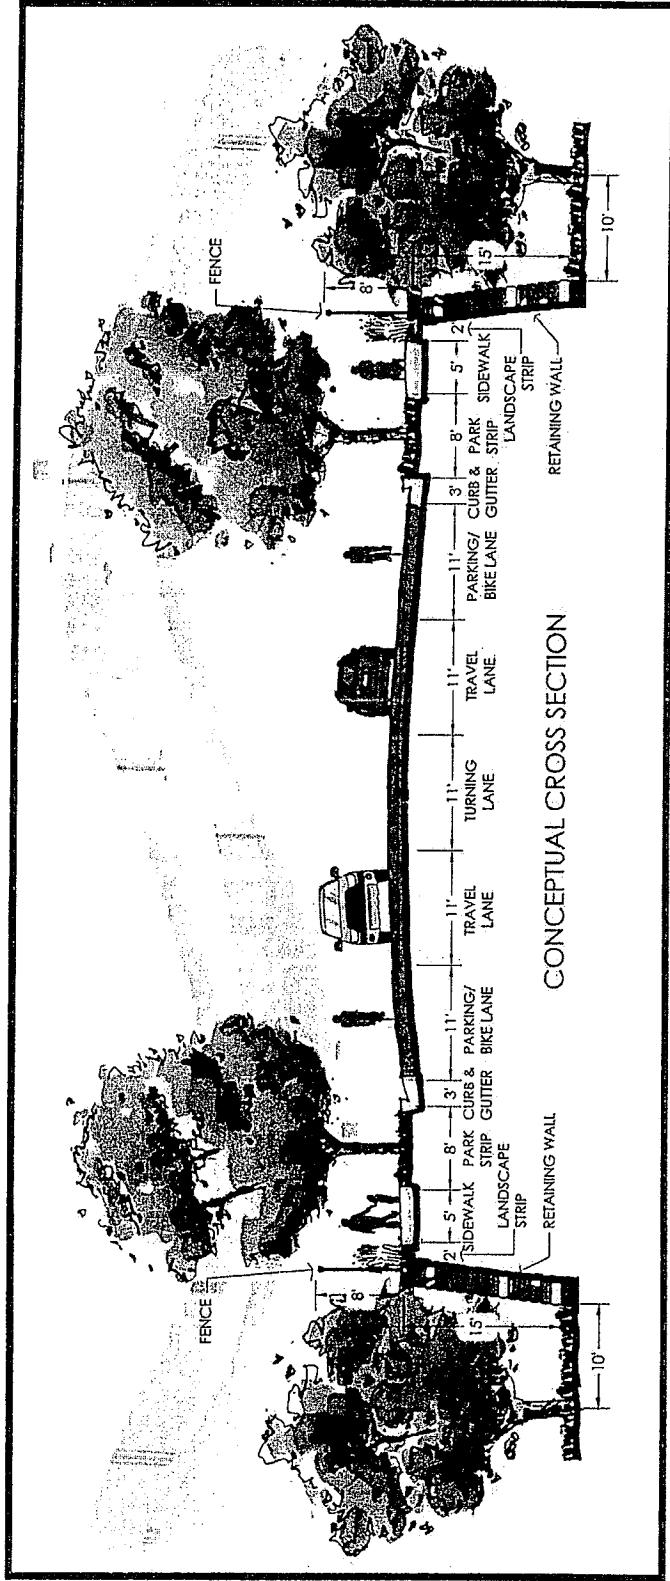 FENCE
FENCE
8'
8'
15'
15'
10'
2'
5'
8'
3'
11'
11'
11'
11'
11'
3'
8'
5'
2'
10'
SIDEWALK
PARK
STRIP
CURB &
GUTTER
PARKING/
BIKE LANE
TRAVEL
LANE
TURNING
LANE
TRAVEL
LANE
PARKING/
BIKE LANE
CURB &
GUTTER
PARK
STRIP
SIDEWALK
LANDSCAPE
STRIP
LANDSCAPE
STRIP
RETAINING WALL
RETAINING WALL
CONCEPTUAL CROSS SECTION